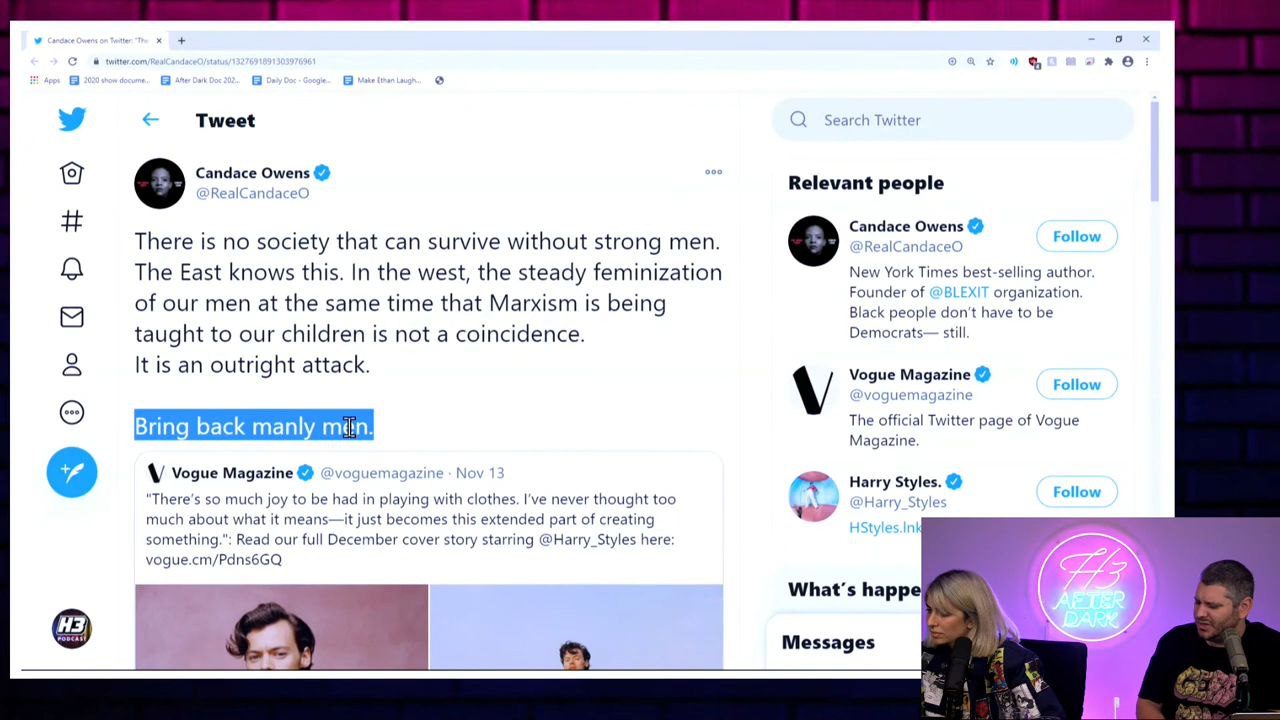 Candace Owens on Twitter: "The
twitter.com/RealCandaceO/status/1327691891303976961
Apps
2020 show docume...
After Dark Doc 202...
Daily Doc - Google...
Make Ethan Laugh...
Tweet
Search Twitter
Candace Owens
@RealCandaceO
There is no society that can survive without strong men.
The East knows this. In the west, the steady feminization
of our men at the same time that Marxism is being
taught to our children is not a coincidence.
It is an outright attack.
Bring back manly men.
Vogue Magazine @voguemagazine · Nov 13
"There's so much joy to be had in playing with clothes. I've never thought too
much about what it means—it just becomes this extended part of creating
something.": Read our full December cover story starring @Harry_Styles here:
vogue.cm/Pdns6GQ
Relevant people
Candace Owens
@RealCandaceO
Follow
New York Times best-selling author.
Founder of @BLEXIT organization.
Black people don't have to be
Democrats— still.
Vogue Magazine
@voguemagazine
Follow
The official Twitter page of Vogue
Magazine.
Harry Styles.
@Harry_Styles
Follow
HStyles.lnk
What's happe
Messages
H3
PODCAST
H3
AFTER
DARK